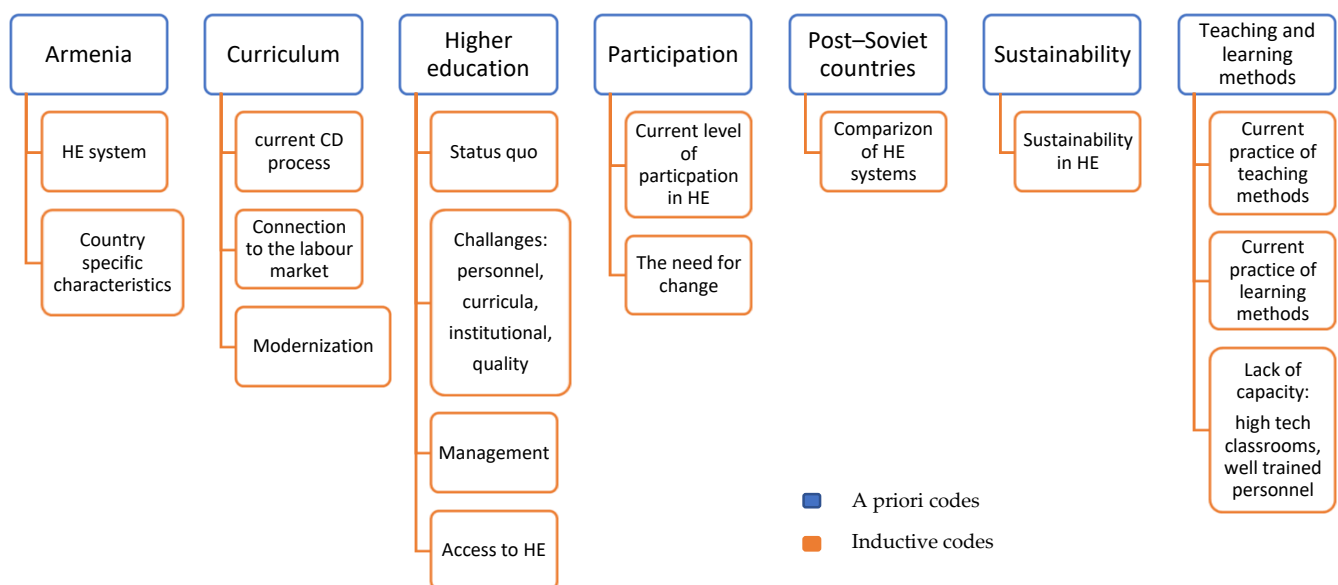 Armenia
HE system
Country
specific
characteristics
Curriculum
current CD
process
Connection
to the labour
market
Modernization
Higher
education
Status quo
Challanges:
personnel,
curricula,
institutional,
quality
Management
Access to HE
Participation
Current level
of
particpation
in HE
The need for
change
Post–Soviet
countries
Comparizon
of HE
systems
Sustainability
Sustainability
in HE
Teaching and
learning
methods
Current
practice of
teaching
methods
Current
practice of
learning
methods
Lack of
capacity:
high tech
classrooms,
well trained
personnel
A priori codes
Inductive codes